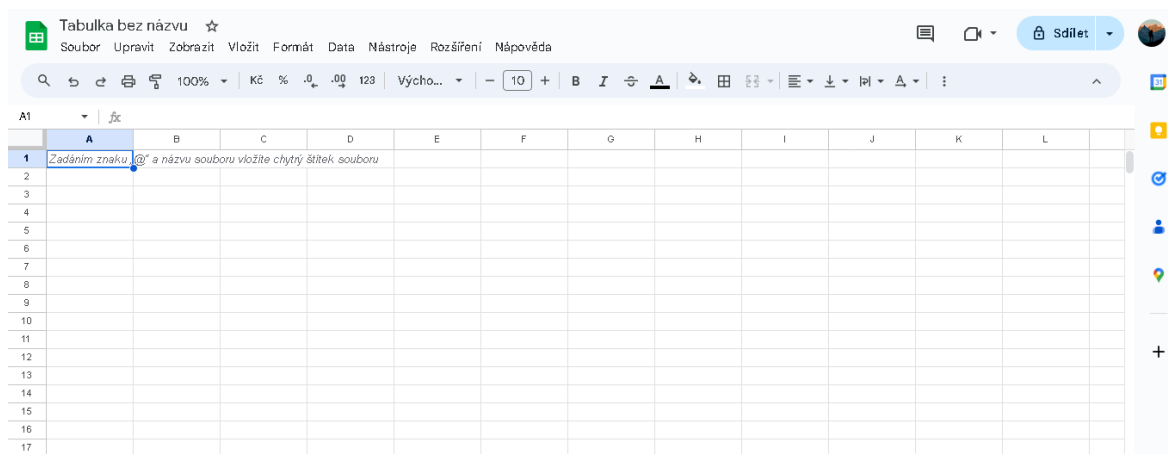 Tabulka bez názvu
Soubor Upravit Zobrazit Vložit Formát Data Nástroje Rozšíření Nápověda
Sdílet
100% Kč % .0 .00 123 Výcho... − 10 + B I A
31
A1 fx
A B C D E F G H I J K L
1 Zadáním znaku „@“ a názvu souboru vložíte chytrý štítek souboru
2
3
4
5
6
7
8
9
10
11
12
13
14
15
16
17